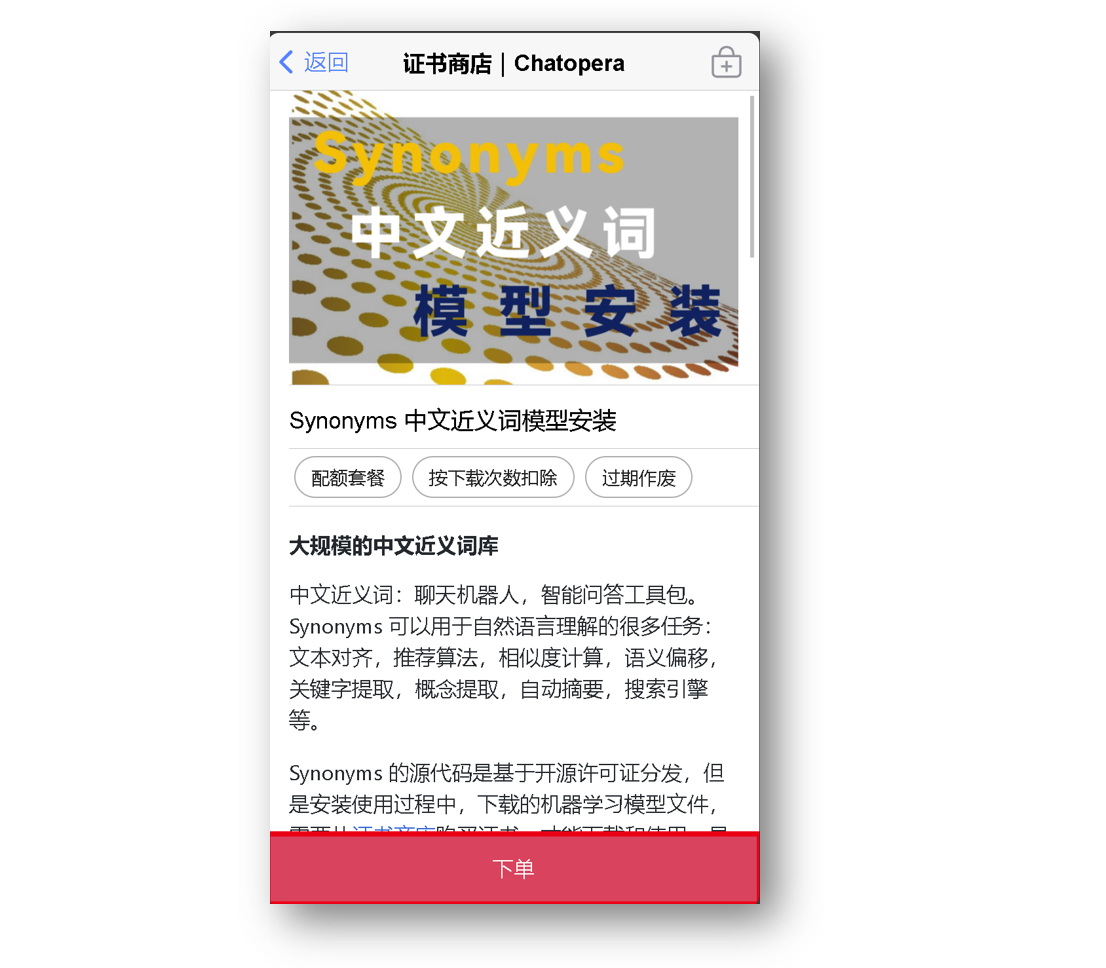 返回
证书商店｜Chatopera
Synonyms
中文近义词
模型安装
Synonyms 中文近义词模型安装
配额套餐 按下载次数扣除 过期作废
大规模的中文近义词库
中文近义词：聊天机器人，智能问答工具包。
Synonyms 可以用于自然语言理解的很多任务：
文本对齐，推荐算法，相似度计算，语义偏移，
关键字提取，概念提取，自动摘要，搜索引擎
等。
Synonyms 的源代码是基于开源许可证分发，但
是安装使用过程中，下载的机器学习模型文件，
下单